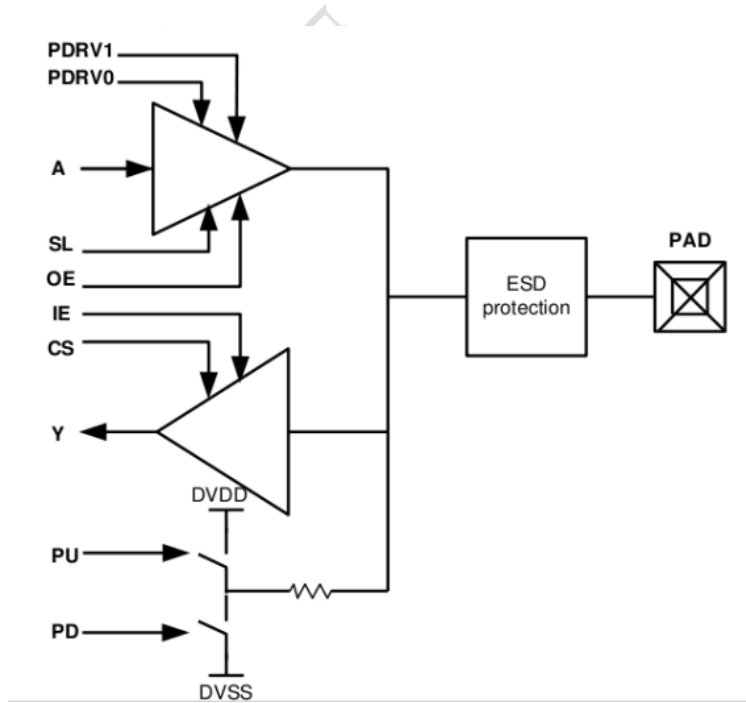 PDRV1
PDRV0
A
SL
OE
IE
CS
Y
ESD
protection
PAD
DVDD
PU
PD
DVSS